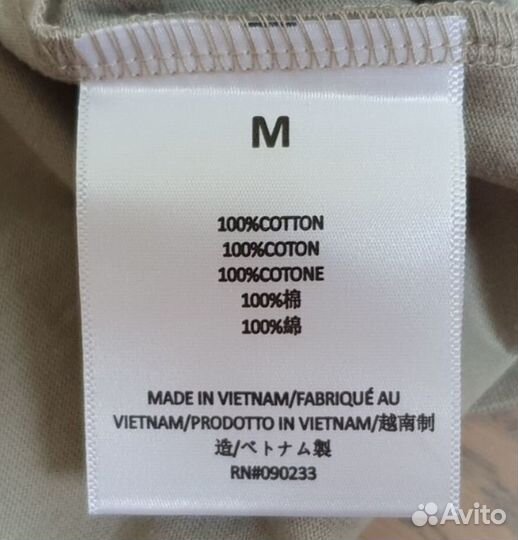 M
100%COTTON
100%COTON
100%COTONE
100%棉
100%綿
MADE IN VIETNAM/FABRIQUÉ AU
VIETNAM/PRODOTTO IN VIETNAM/越南制
造/ベトナム製
RN#090233
Avito